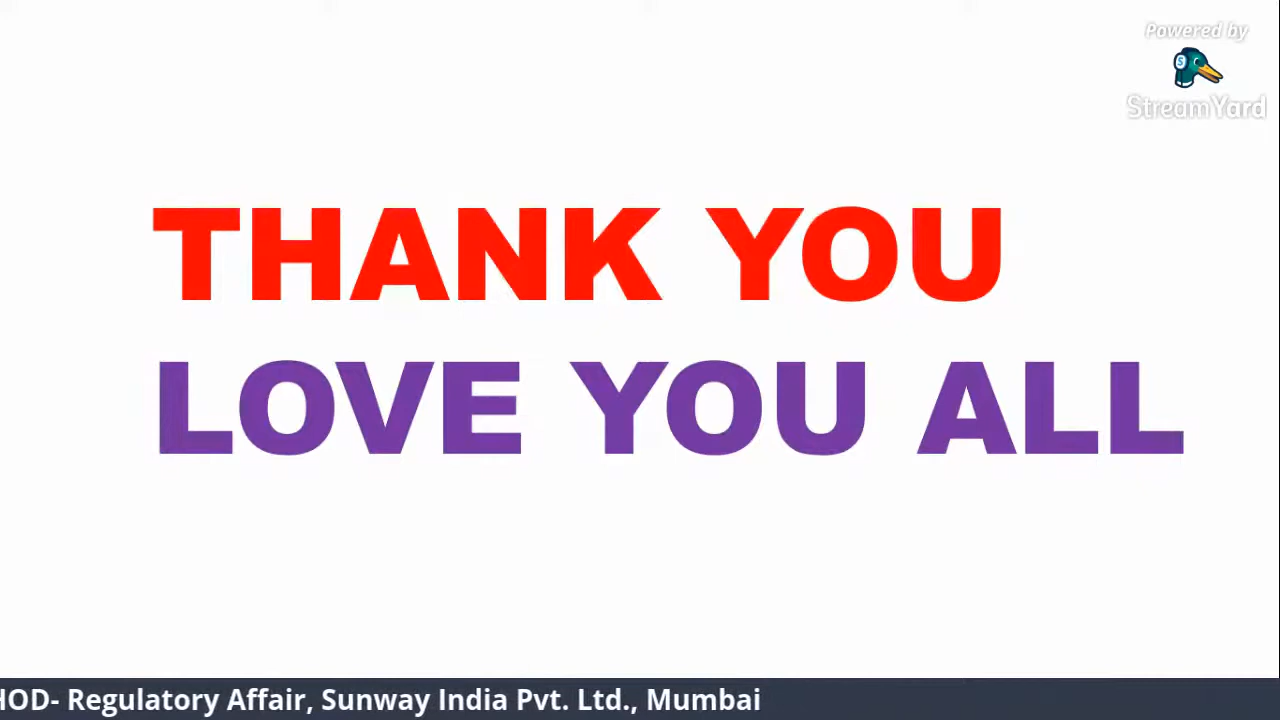 Powered by
StreamYard
THANK YOU
LOVE YOU ALL
HOD- Regulatory Affair, Sunway India Pvt. Ltd., Mumbai